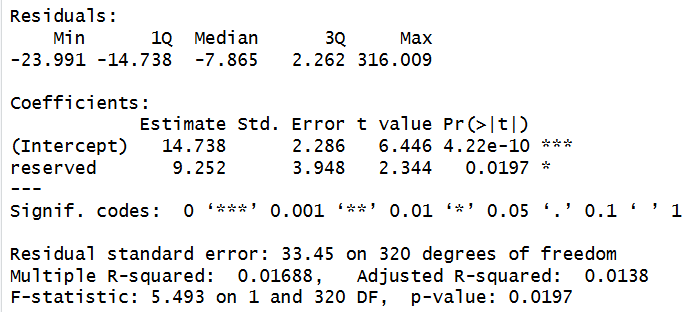 Residuals:
    Min      1Q  Median      3Q     Max
-23.991 -14.738  -7.865   2.262 316.009

Coefficients:
            Estimate Std. Error t value Pr(>|t|)
(Intercept)   14.738      2.286   6.446 4.22e-10 ***
reserved       9.252      3.948   2.344   0.0197 *
---
Signif. codes:  0 ‘***’ 0.001 ‘**’ 0.01 ‘*’ 0.05 ‘.’ 0.1 ‘ ’ 1

Residual standard error: 33.45 on 320 degrees of freedom
Multiple R-squared:  0.01688,	Adjusted R-squared:  0.0138
F-statistic: 5.493 on 1 and 320 DF,  p-value: 0.0197